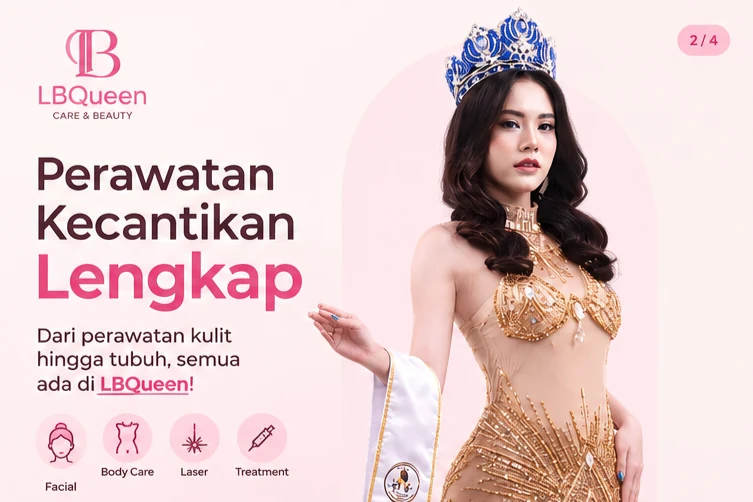 LBQueen
CARE & BEAUTY
2 / 4
Perawatan
Kecantikan
Lengkap
Dari perawatan kulit
hingga tubuh, semua
ada di LBQueen!
Facial
Body Care
Laser
Treatment